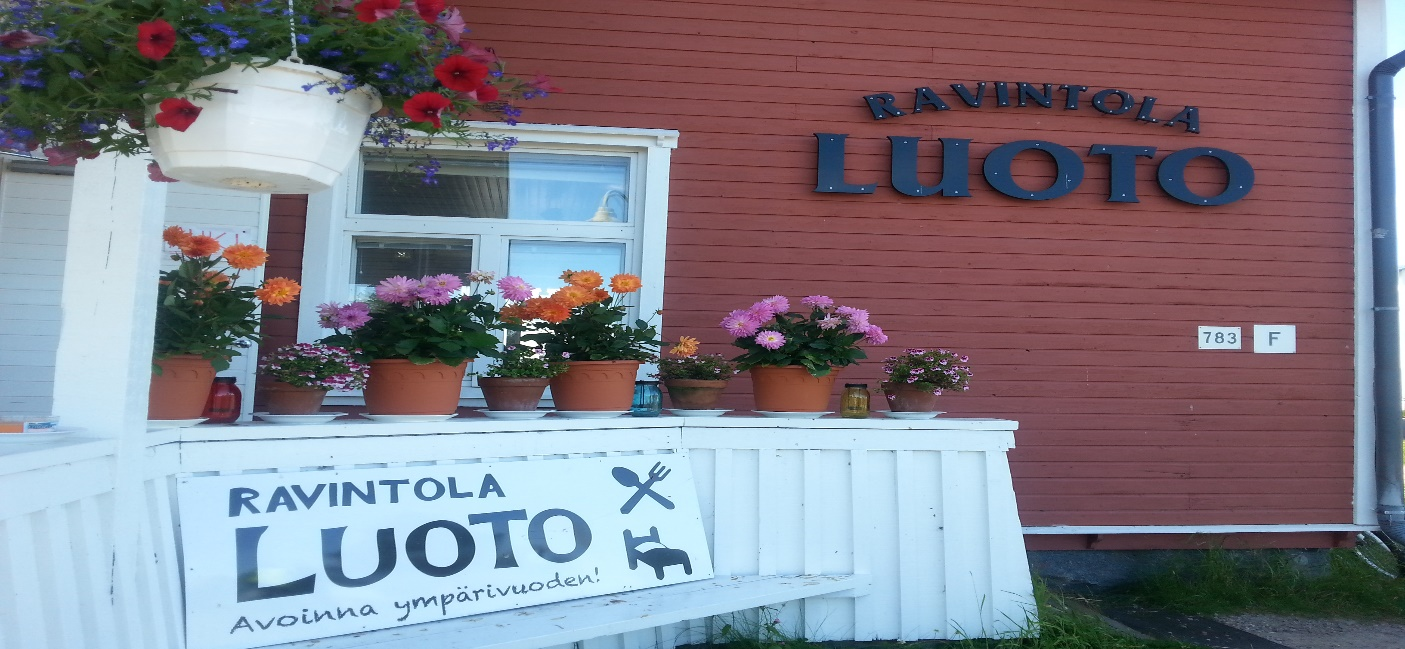 RAVINTOLA
LUOTO
783 F
RAVINTOLA
LUOTO
Avoinna ympärivuoden!